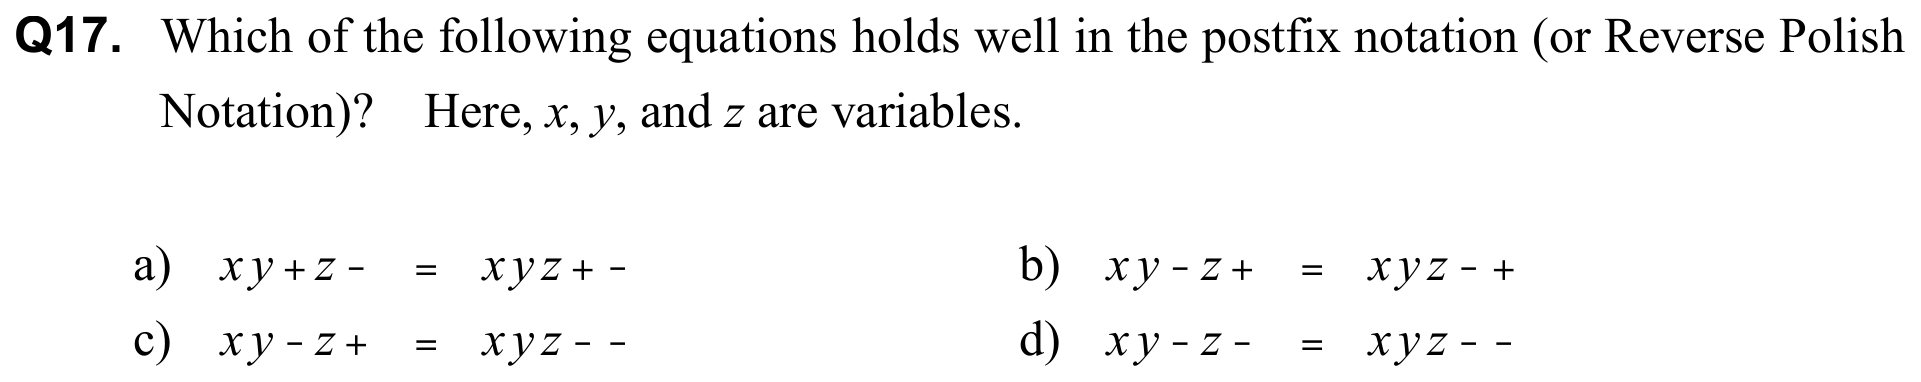 Q17. Which of the following equations holds well in the postfix notation (or Reverse Polish
Notation)? Here, x, y, and z are variables.
a) x y + z − = x y z + − b) x y − z + = x y z − +
c) x y − z + = x y z − − d) x y − z − = x y z − −